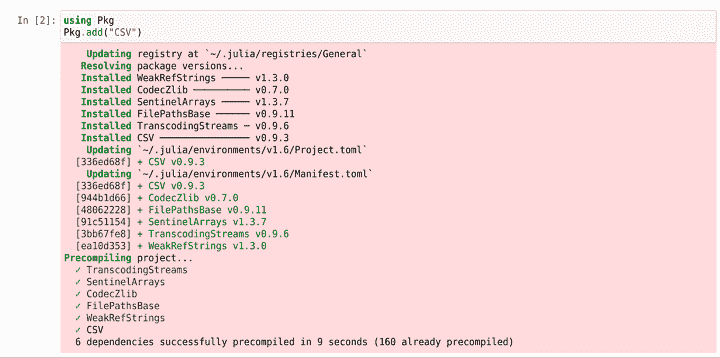 In [2]: using Pkg
Pkg.add("CSV")
Updating registry at `~/.julia/registries/General`
Resolving package versions...
Installed WeakRefStrings ───── v1.3.0
Installed CodecZlib ────────── v0.7.0
Installed SentinelArrays ───── v1.3.7
Installed FilePathsBase ────── v0.9.11
Installed TranscodingStreams ─ v0.9.6
Installed CSV ──────────────── v0.9.3
Updating `~/.julia/environments/v1.6/Project.toml`
[336ed68f] + CSV v0.9.3
Updating `~/.julia/environments/v1.6/Manifest.toml`
[336ed68f] + CSV v0.9.3
[944b1d66] + CodecZlib v0.7.0
[48062228] + FilePathsBase v0.9.11
[91c51154] + SentinelArrays v1.3.7
[3bb67fe8] + TranscodingStreams v0.9.6
[ea10d353] + WeakRefStrings v1.3.0
Precompiling project...
✓ TranscodingStreams
✓ SentinelArrays
✓ CodecZlib
✓ FilePathsBase
✓ WeakRefStrings
✓ CSV
6 dependencies successfully precompiled in 9 seconds (160 already precompiled)